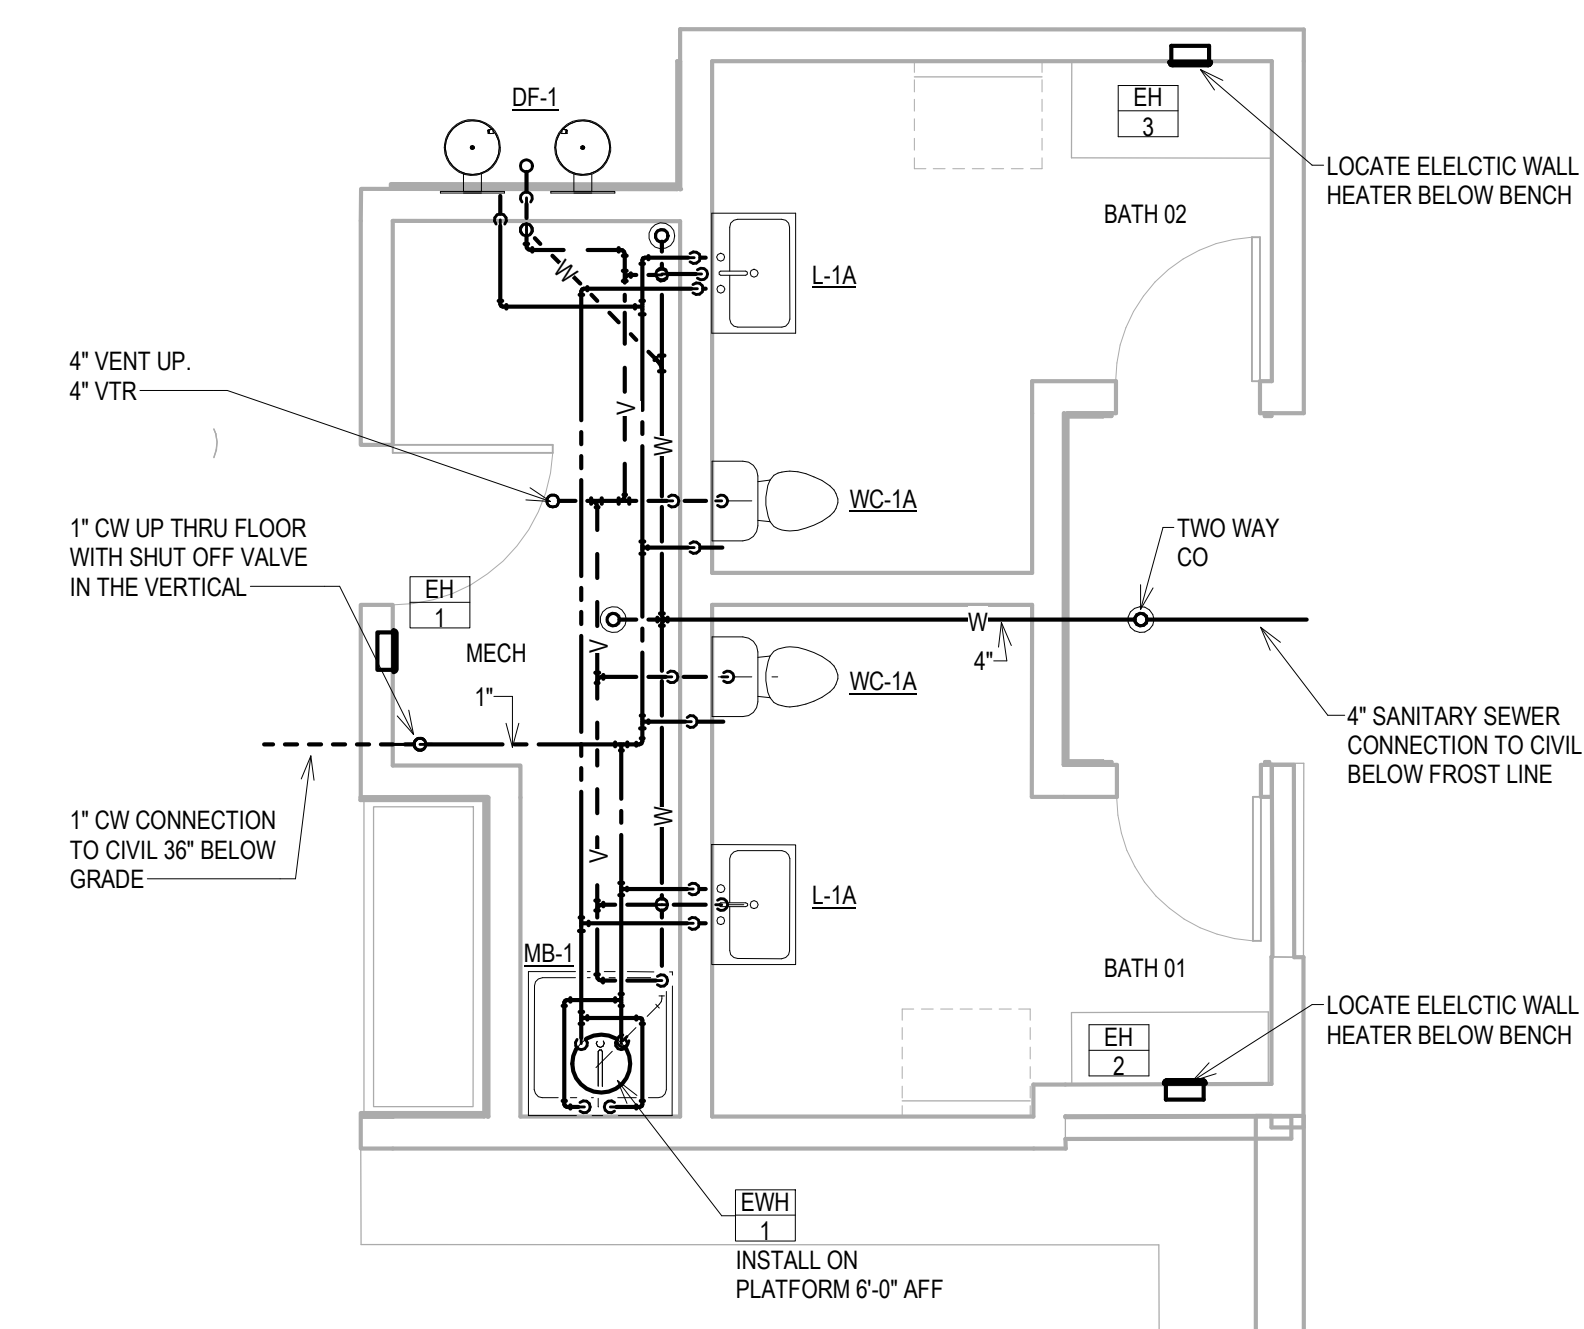 DF-1
EH
3
LOCATE ELELCTIC WALL
HEATER BELOW BENCH
BATH 02
W
L-1A
4" VENT UP.
4" VTR
V
W
WC-1A
1" CW UP THRU FLOOR
WITH SHUT OFF VALVE
IN THE VERTICAL
TWO WAY
CO
EH
1
MECH
W
4"
V
WC-1A
1"
4" SANITARY SEWER
CONNECTION TO CIVIL
BELOW FROST LINE
1" CW CONNECTION
TO CIVIL 36" BELOW
GRADE
W
V
L-1A
MB-1
BATH 01
EH
2
LOCATE ELELCTIC WALL
HEATER BELOW BENCH
EWH
1
INSTALL ON
PLATFORM 6'-0" AFF